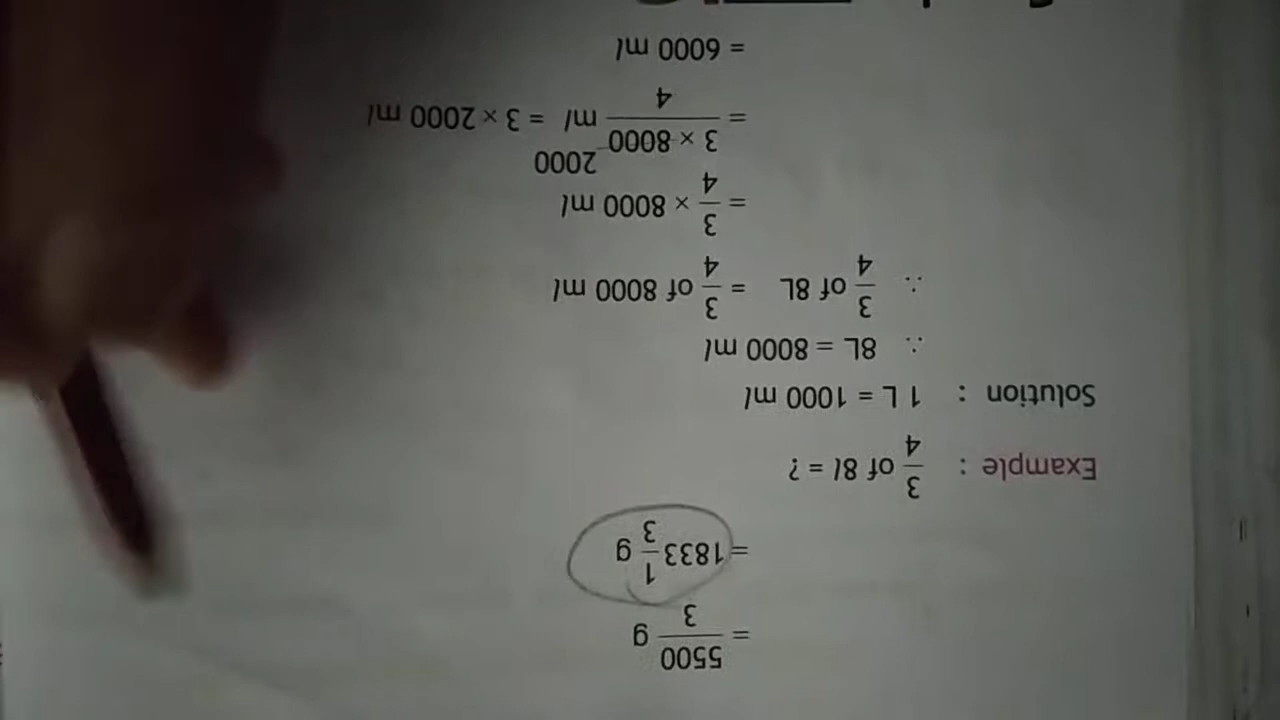 = 5500/3 g
= 1833 1/3 g
Example : 3/4 of 8l = ?
Solution : 1 L = 1000 ml
∴ 8L = 8000 ml
∴ 3/4 of 8L = 3/4 of 8000 ml
= 3/4 × 8000 ml
2000
= 3 × 8000/4 ml = 3 × 2000 ml
= 6000 ml